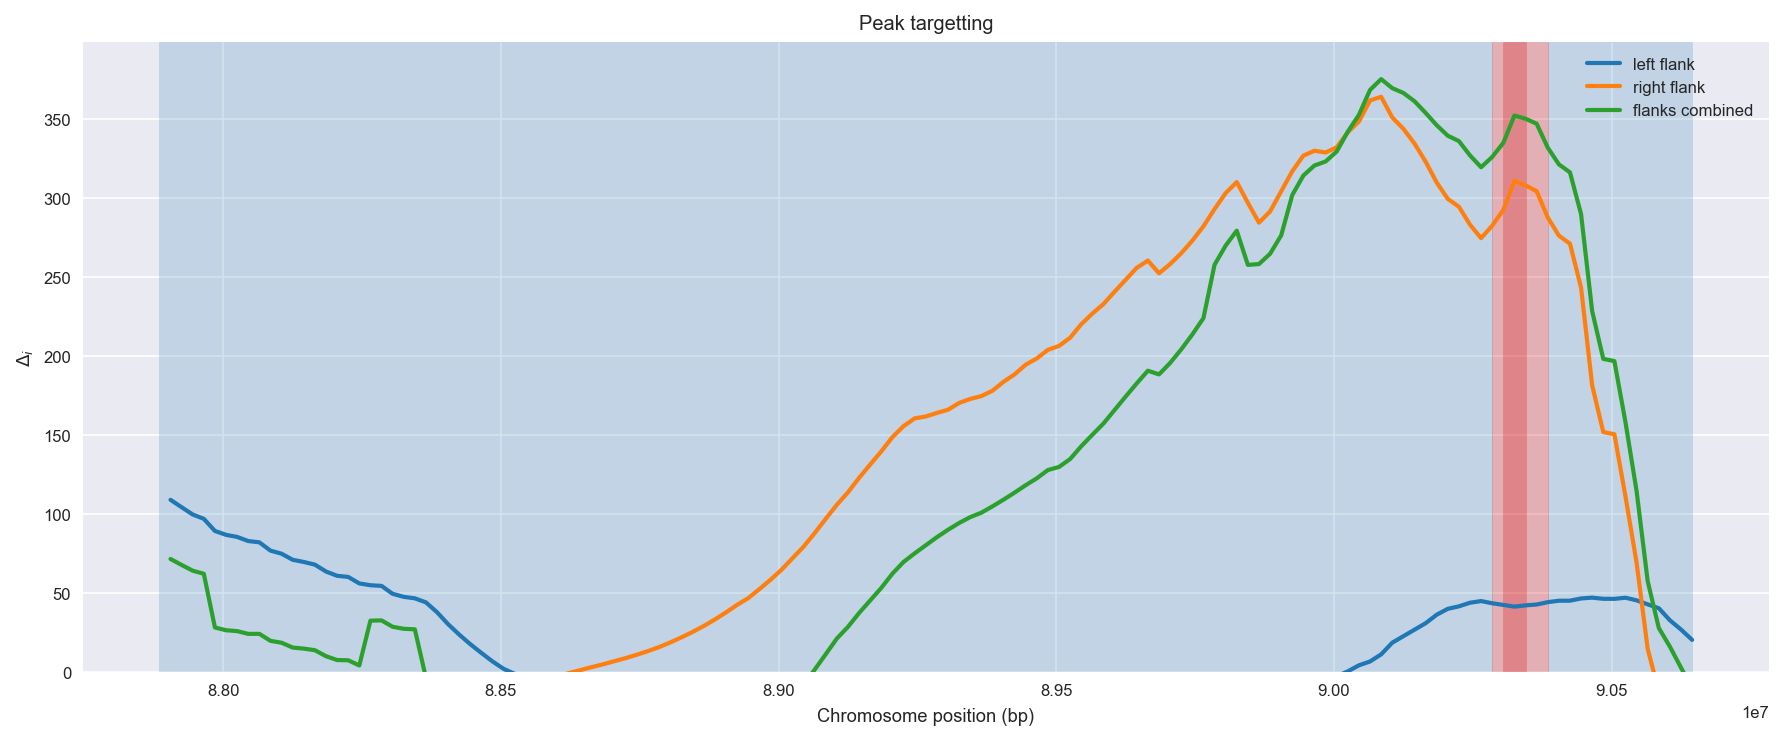 Peak targetting
left flank
right flank
flanks combined
350
300
250
200
150
100
50
0
Δi
8.80 8.85 8.90 8.95 9.00 9.05
1e7
Chromosome position (bp)